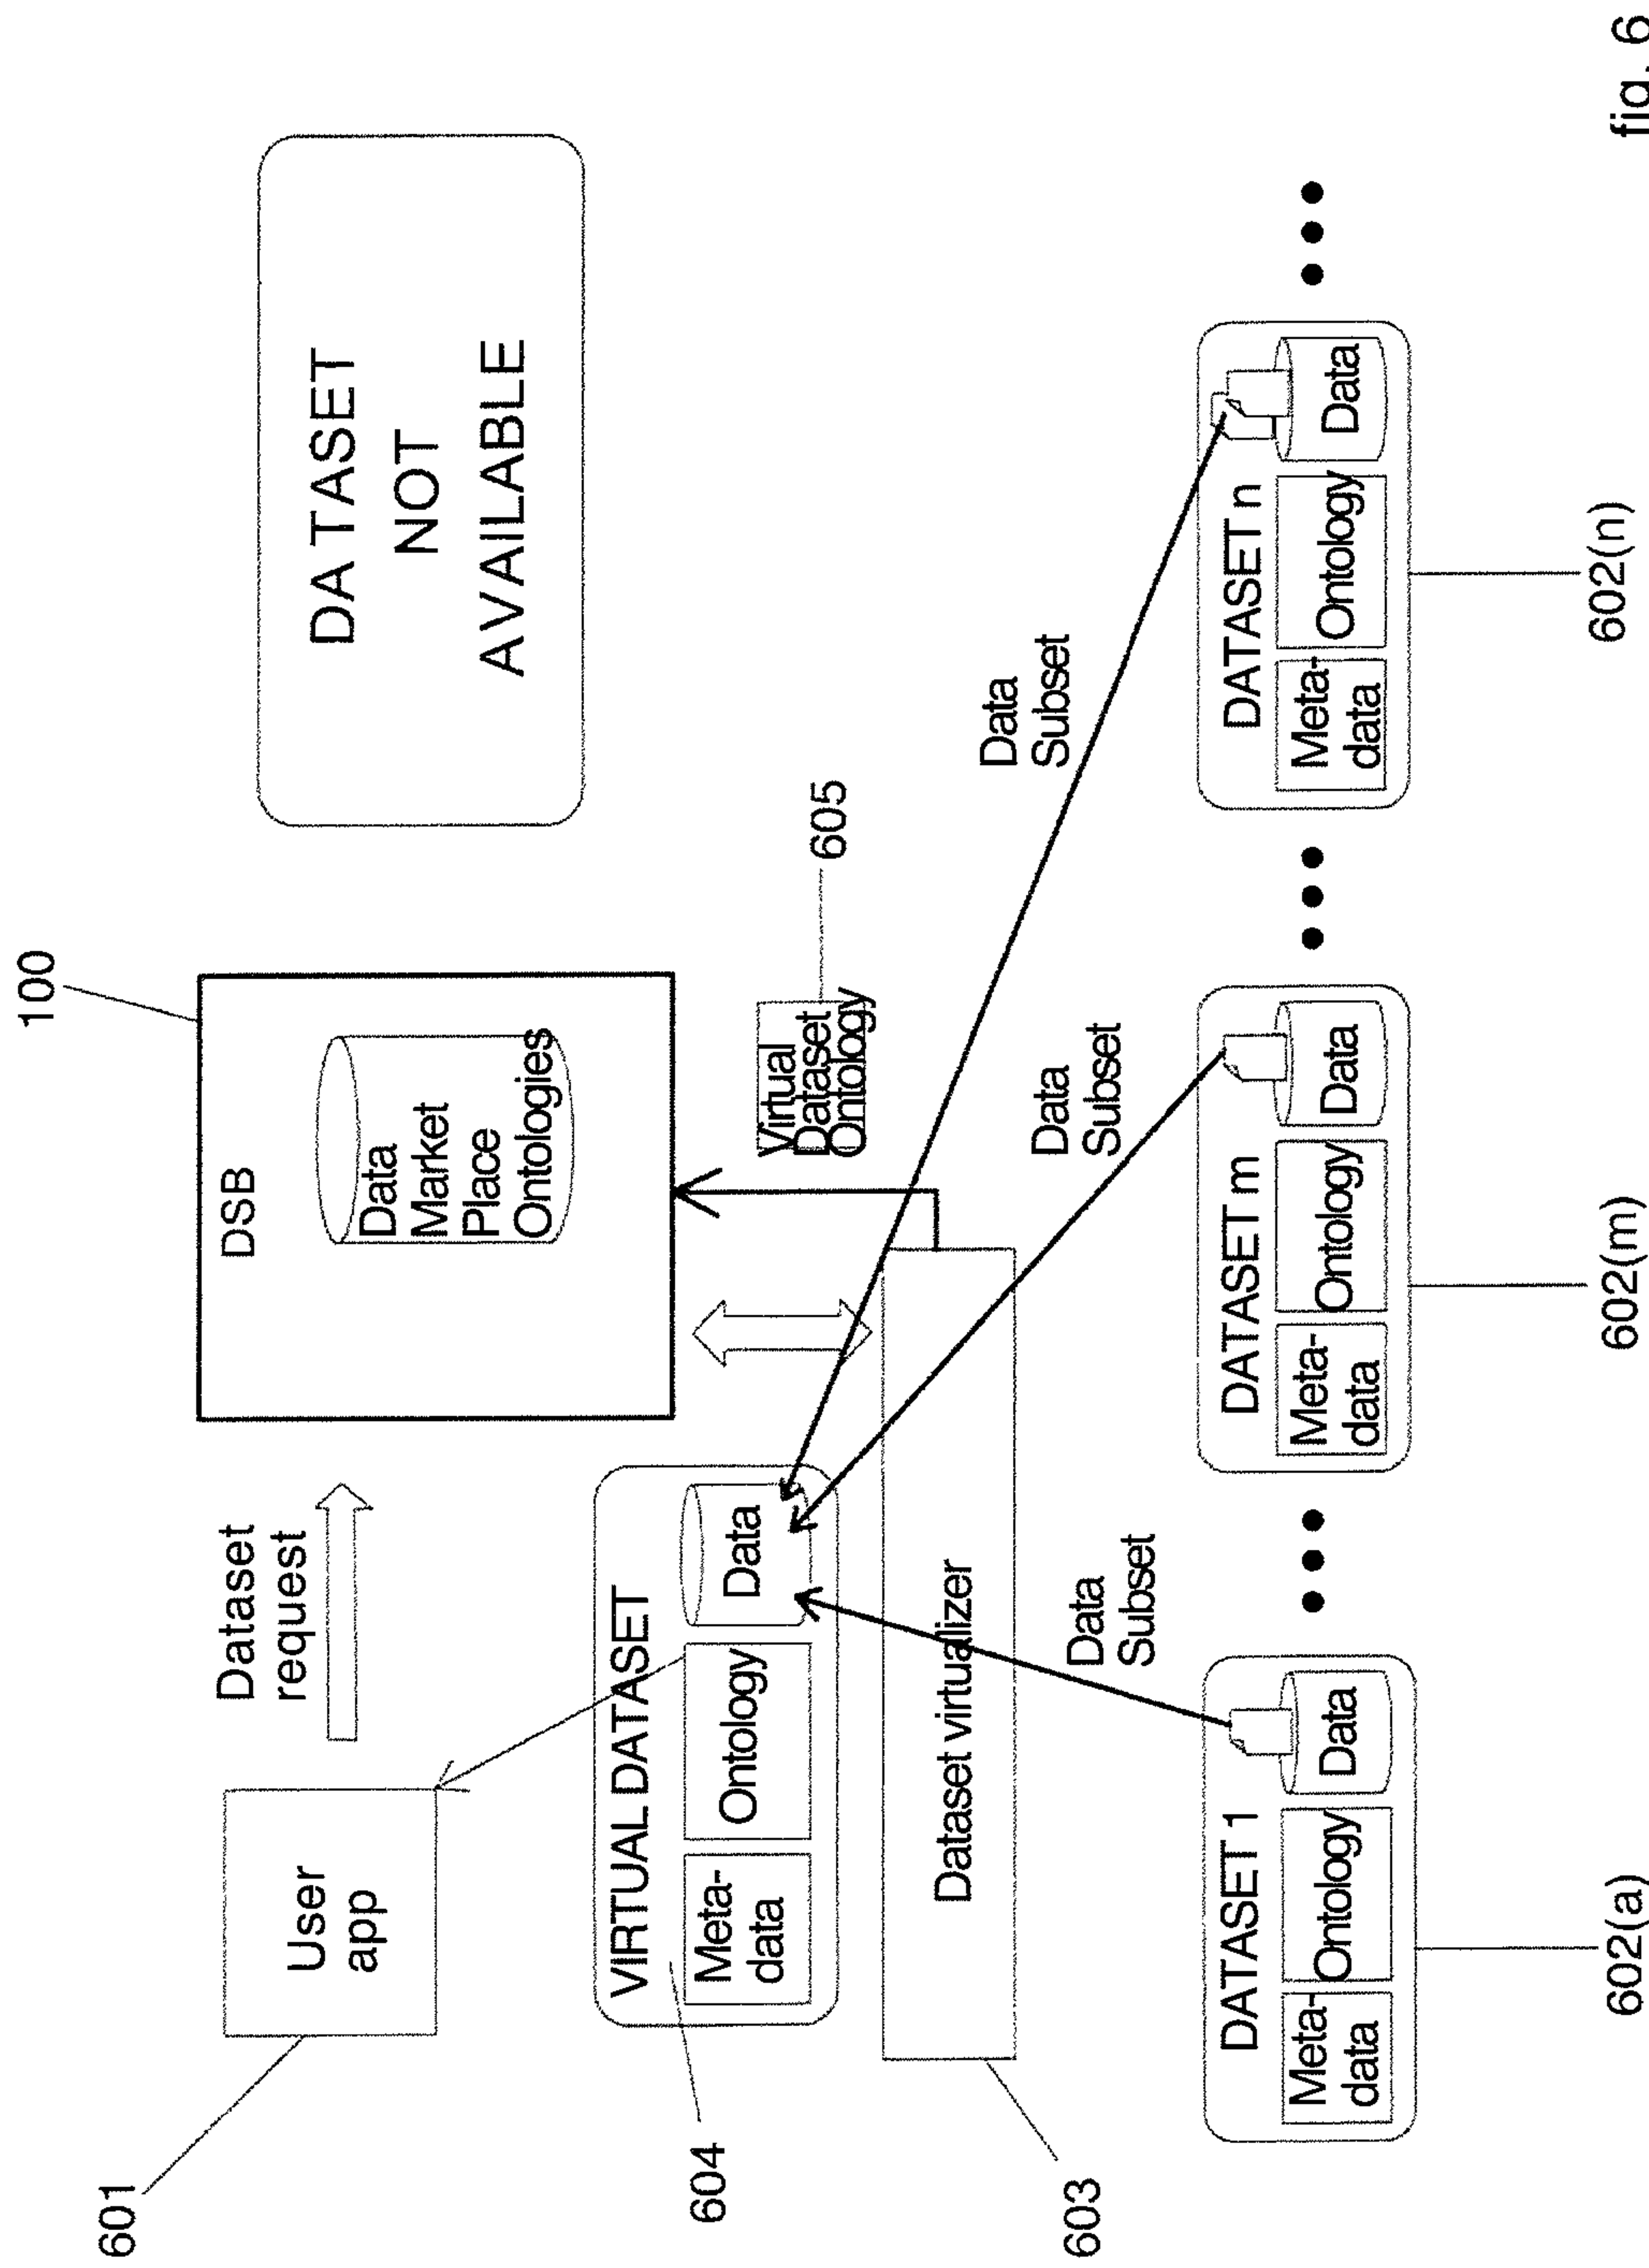 100
601
User
app
Dataset
request
DSB
Data
Market
Place
Ontologies
DATASET
NOT
AVAILABLE
604
VIRTUAL DATASET
Meta-
data
Ontology
Data
Virtual
Dataset
Ontology
605
603
Dataset virtualizer
Data
Subset
Data
Subset
Data
Subset
DATASET 1
Meta-
data
Ontology
Data
DATASET m
Meta-
data
Ontology
Data
DATASET n
Meta-
data
Ontology
Data
602(a)
602(m)
602(n)
fig. 6